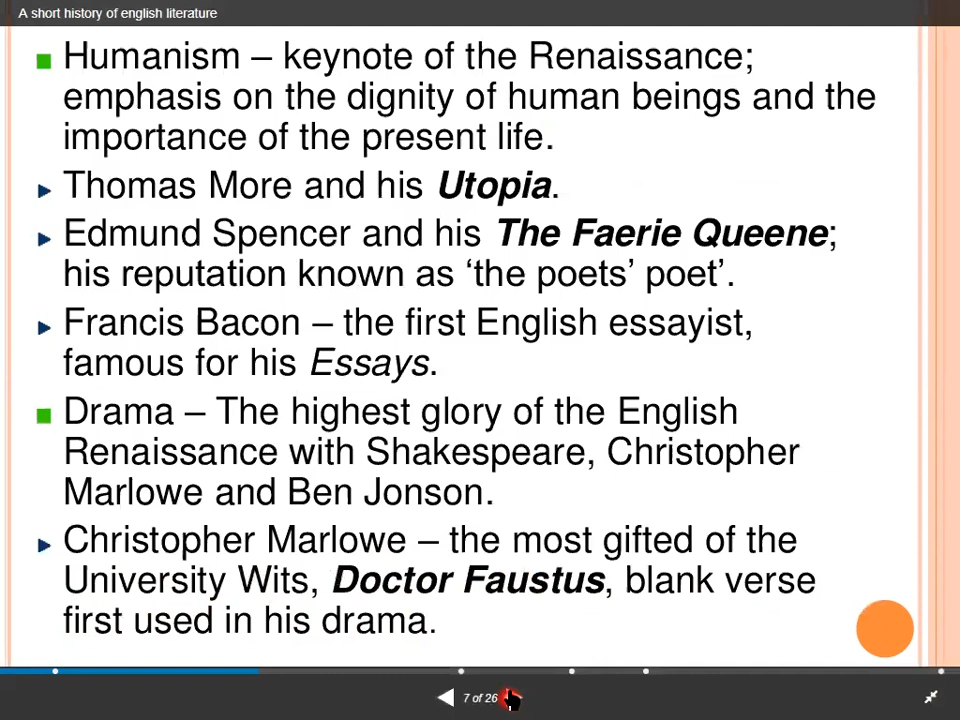 A short history of english literature
Humanism – keynote of the Renaissance;
emphasis on the dignity of human beings and the
importance of the present life.
Thomas More and his Utopia.
Edmund Spencer and his The Faerie Queene;
his reputation known as ‘the poets’ poet’.
Francis Bacon – the first English essayist,
famous for his Essays.
Drama – The highest glory of the English
Renaissance with Shakespeare, Christopher
Marlowe and Ben Jonson.
Christopher Marlowe – the most gifted of the
University Wits, Doctor Faustus, blank verse
first used in his drama.
7 of 26